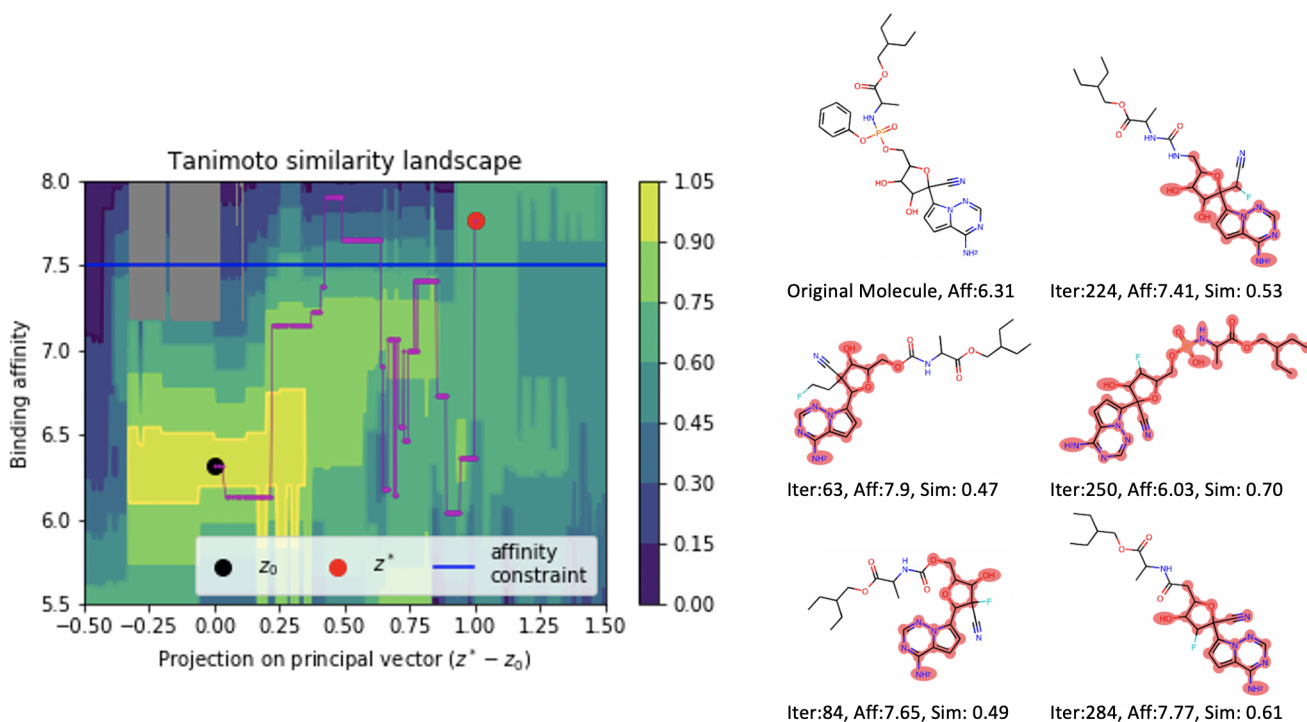 Tanimoto similarity landscape
Binding affinity
8.0
7.5
7.0
6.5
6.0
5.5
−0.50
−0.25
0.00
0.25
0.50
0.75
1.00
1.25
1.50
Projection on principal vector (z* − z0)
z0
z*
affinity
constraint
1.05
0.90
0.75
0.60
0.45
0.30
0.15
0.00
Original Molecule, Aff:6.31
Iter:224, Aff:7.41, Sim: 0.53
Iter:63, Aff:7.9, Sim: 0.47
Iter:250, Aff:6.03, Sim: 0.70
Iter:84, Aff:7.65, Sim: 0.49
Iter:284, Aff:7.77, Sim: 0.61